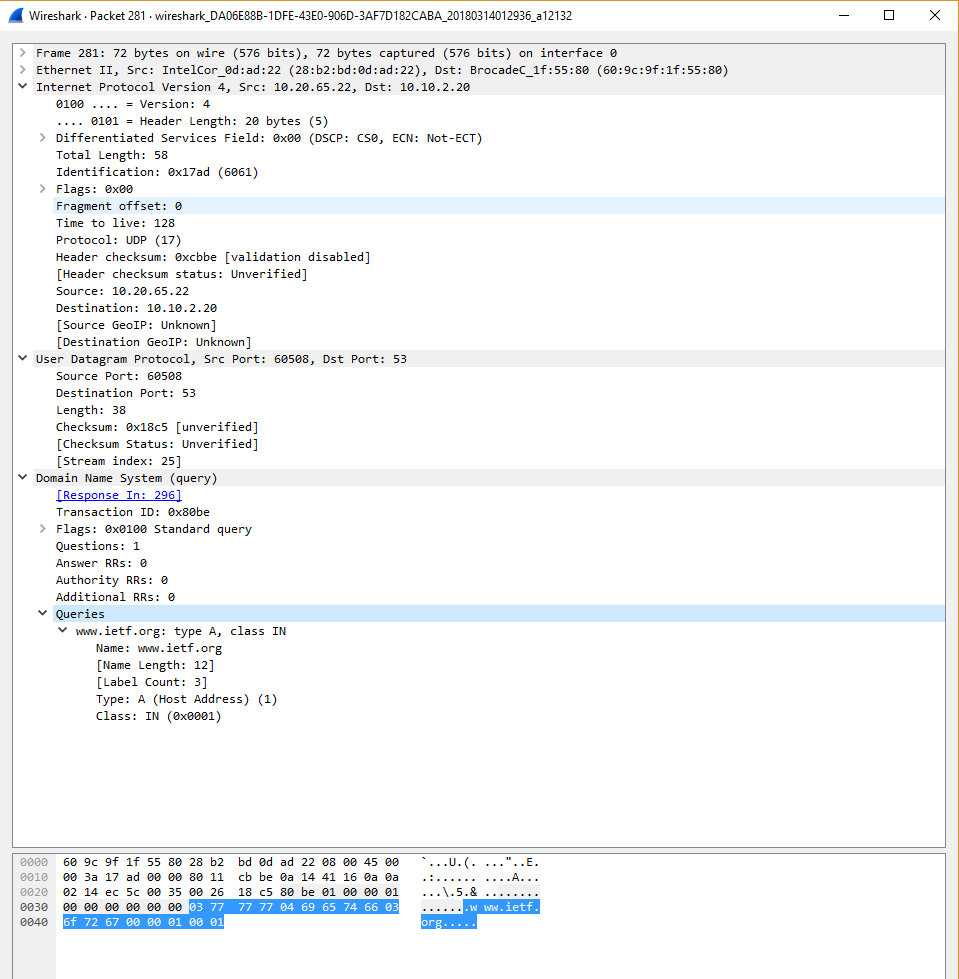 Wireshark · Packet 281 · wireshark_DA06E88B-1DFE-43E0-906D-3AF7D182CABA_20180314012936_a12132
Frame 281: 72 bytes on wire (576 bits), 72 bytes captured (576 bits) on interface 0
Ethernet II, Src: IntelCor_0d:ad:22 (28:b2:bd:0d:ad:22), Dst: BrocadeC_1f:55:80 (60:9c:9f:1f:55:80)
Internet Protocol Version 4, Src: 10.20.65.22, Dst: 10.10.2.20
0100 .... = Version: 4
.... 0101 = Header Length: 20 bytes (5)
Differentiated Services Field: 0x00 (DSCP: CS0, ECN: Not-ECT)
Total Length: 58
Identification: 0x17ad (6061)
Flags: 0x00
Fragment offset: 0
Time to live: 128
Protocol: UDP (17)
Header checksum: 0xcbbe [validation disabled]
[Header checksum status: Unverified]
Source: 10.20.65.22
Destination: 10.10.2.20
[Source GeoIP: Unknown]
[Destination GeoIP: Unknown]
User Datagram Protocol, Src Port: 60508, Dst Port: 53
Source Port: 60508
Destination Port: 53
Length: 38
Checksum: 0x18c5 [unverified]
[Checksum Status: Unverified]
[Stream index: 25]
Domain Name System (query)
[Response In: 296]
Transaction ID: 0x80be
Flags: 0x0100 Standard query
Questions: 1
Answer RRs: 0
Authority RRs: 0
Additional RRs: 0
Queries
www.ietf.org: type A, class IN
Name: www.ietf.org
[Name Length: 12]
[Label Count: 3]
Type: A (Host Address) (1)
Class: IN (0x0001)
0000 60 9c 9f 1f 55 80 28 b2 bd 0d ad 22 08 00 45 00 `...U.(. ..."..E.
0010 00 3a 17 ad 00 00 80 11 cb be 0a 14 41 16 0a 0a .:...... ....A...
0020 02 14 ec 5c 00 35 00 26 18 c5 80 be 01 00 00 01 ...\.5.& ........
0030 00 00 00 00 00 00 03 77 77 77 04 69 65 74 66 03 .......w ww.ietf.
0040 6f 72 67 00 00 01 00 01 org.....